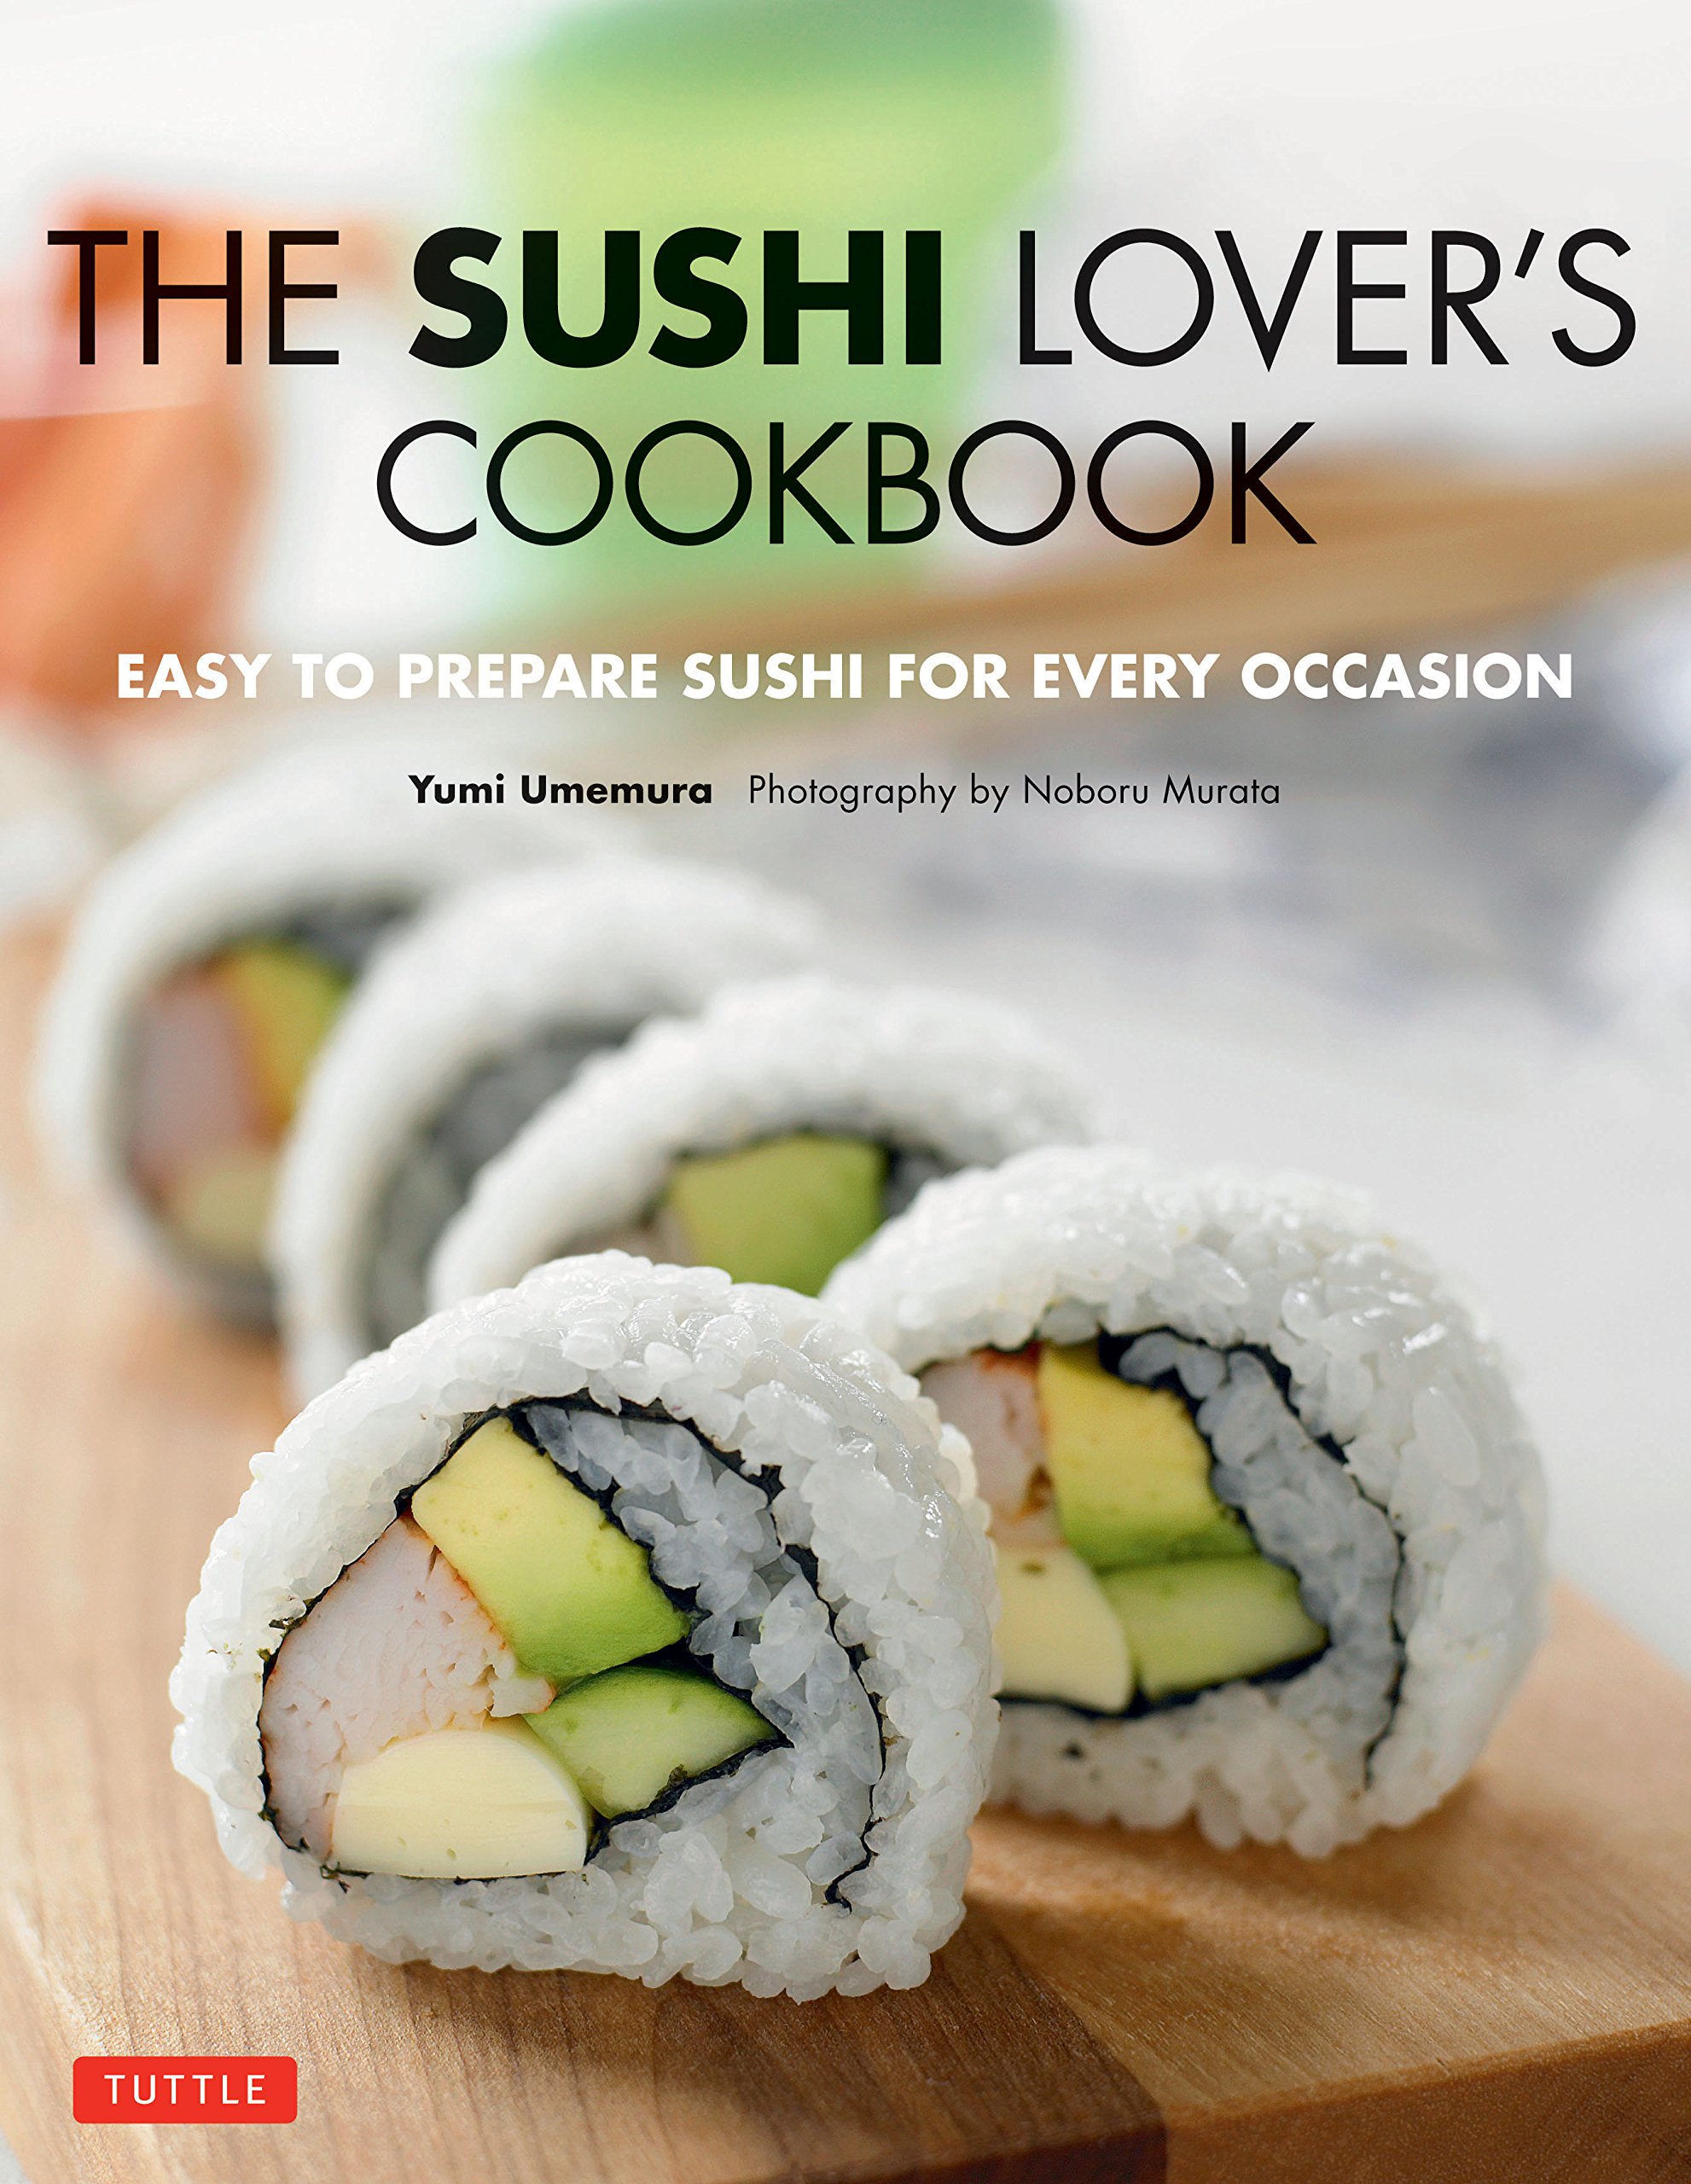 THE SUSHI LOVER'S
COOKBOOK
EASY TO PREPARE SUSHI FOR EVERY OCCASION
Yumi Umemura Photography by Noboru Murata
TUTTLE